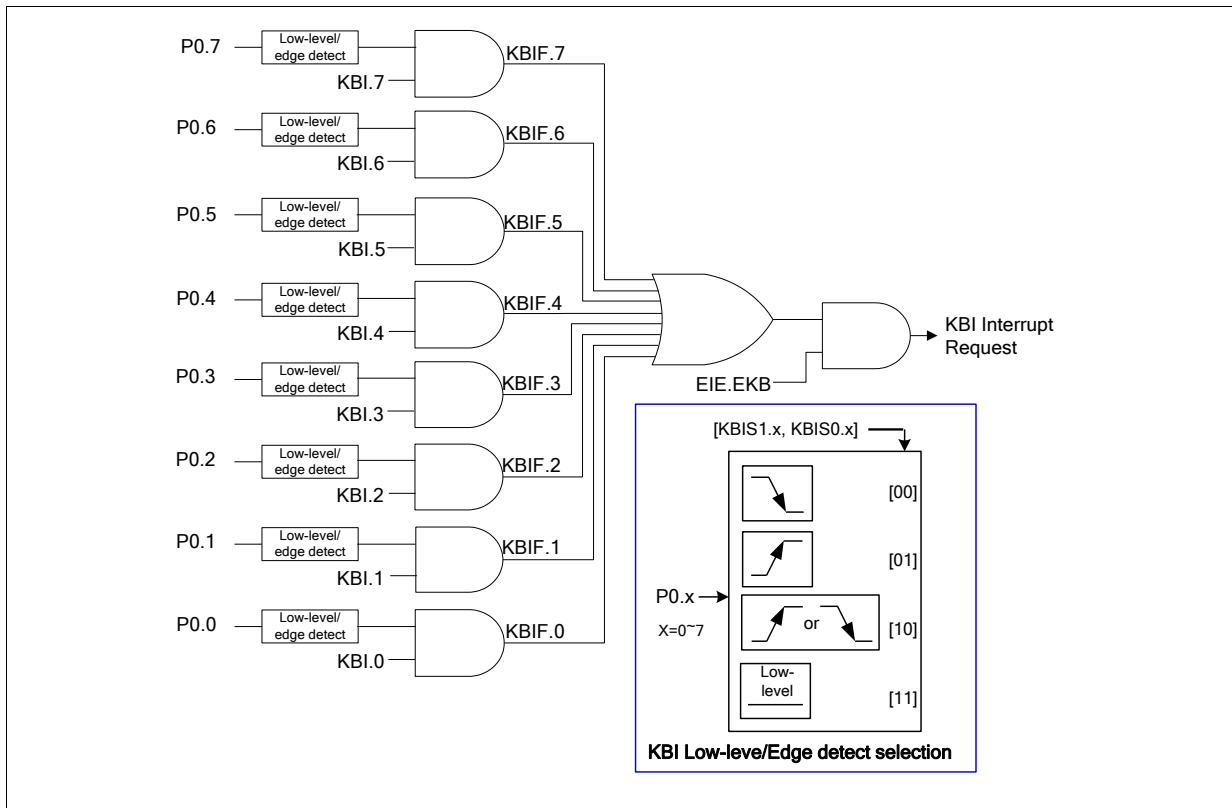 P0.7
Low-level/
edge detect
KBI.7
KBIF.7
P0.6
Low-level/
edge detect
KBI.6
KBIF.6
P0.5
Low-level/
edge detect
KBI.5
KBIF.5
P0.4
Low-level/
edge detect
KBI.4
KBIF.4
P0.3
Low-level/
edge detect
KBI.3
KBIF.3
P0.2
Low-level/
edge detect
KBI.2
KBIF.2
P0.1
Low-level/
edge detect
KBI.1
KBIF.1
P0.0
Low-level/
edge detect
KBI.0
KBIF.0
EIE.EKB
KBI Interrupt
Request
[KBIS1.x, KBIS0.x]
[00]
[01]
P0.x
X=0~7
or
[10]
Low-
level
[11]
KBI Low-leve/Edge detect selection